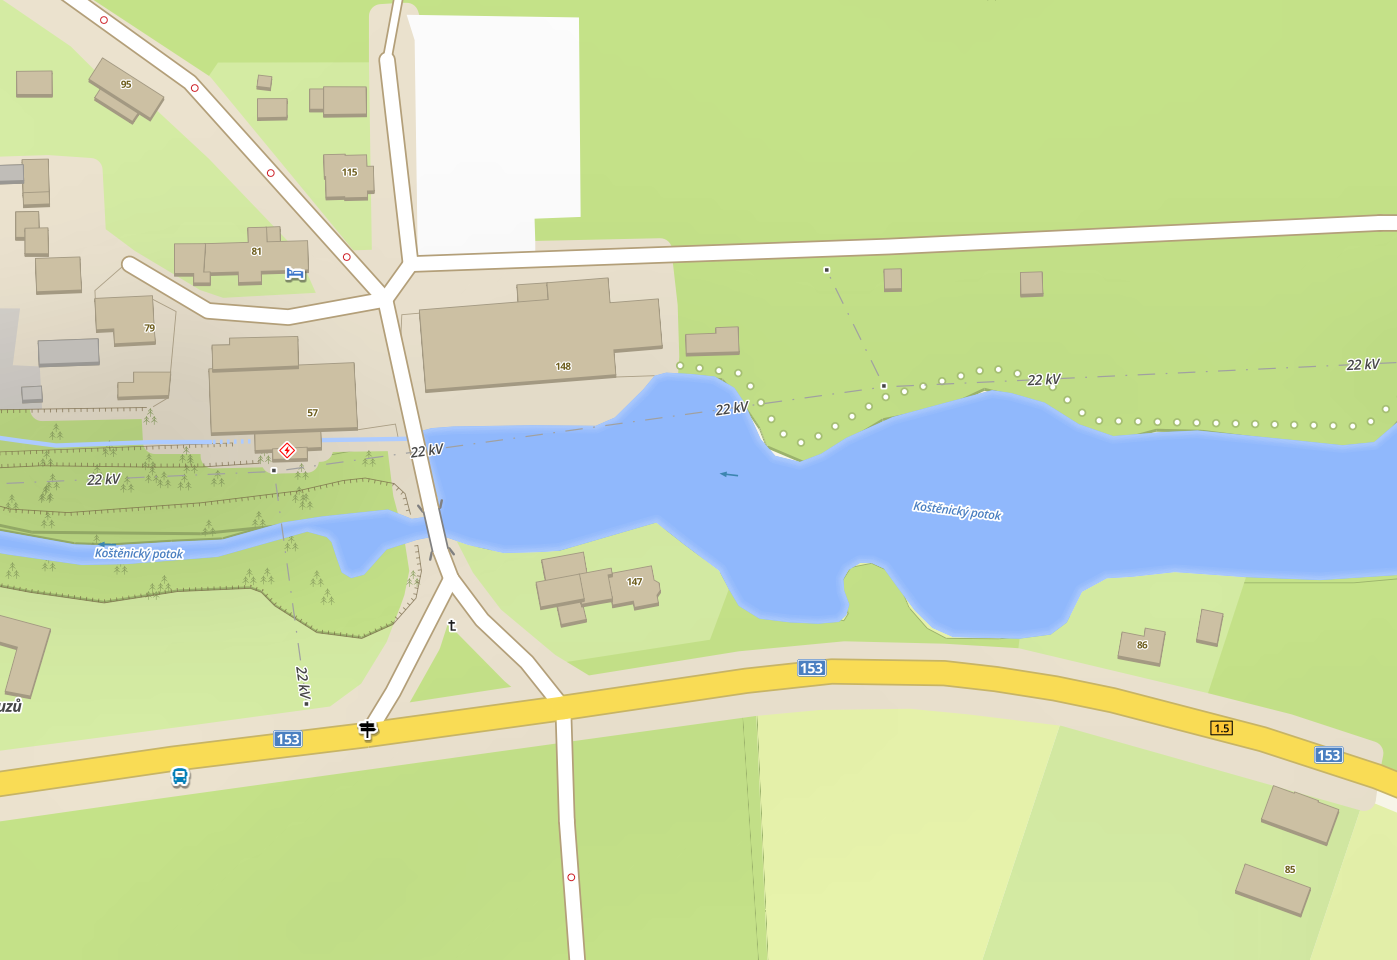 95
115
81
79
148
22 kV
22 kV
22 kV
57
22 kV
22 kV
Koštěnický potok
Koštěnický potok
147
t
86
153
22 kV
uzů
1.5
153
153
85